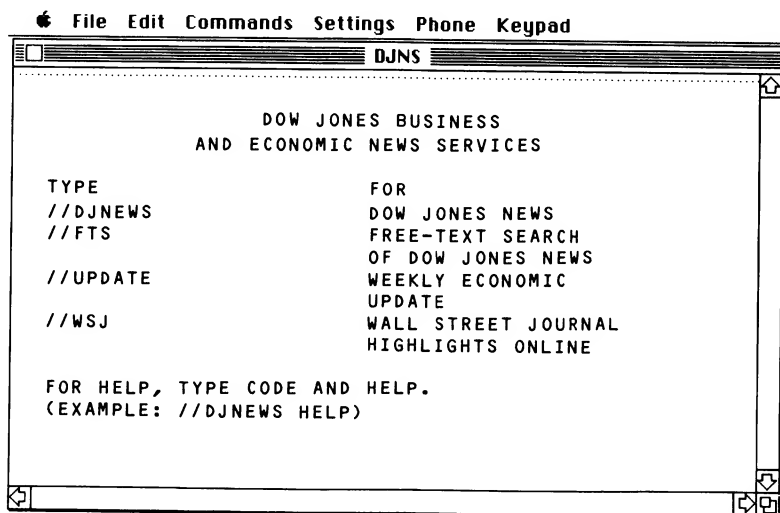 File Edit Commands Settings Phone Keypad
DJNS
DOW JONES BUSINESS
AND ECONOMIC NEWS SERVICES
TYPE FOR
//DJNEWS DOW JONES NEWS
//FTS FREE-TEXT SEARCH
OF DOW JONES NEWS
//UPDATE WEEKLY ECONOMIC
UPDATE
//WSJ WALL STREET JOURNAL
HIGHLIGHTS ONLINE
FOR HELP, TYPE CODE AND HELP.
(EXAMPLE: //DJNEWS HELP)